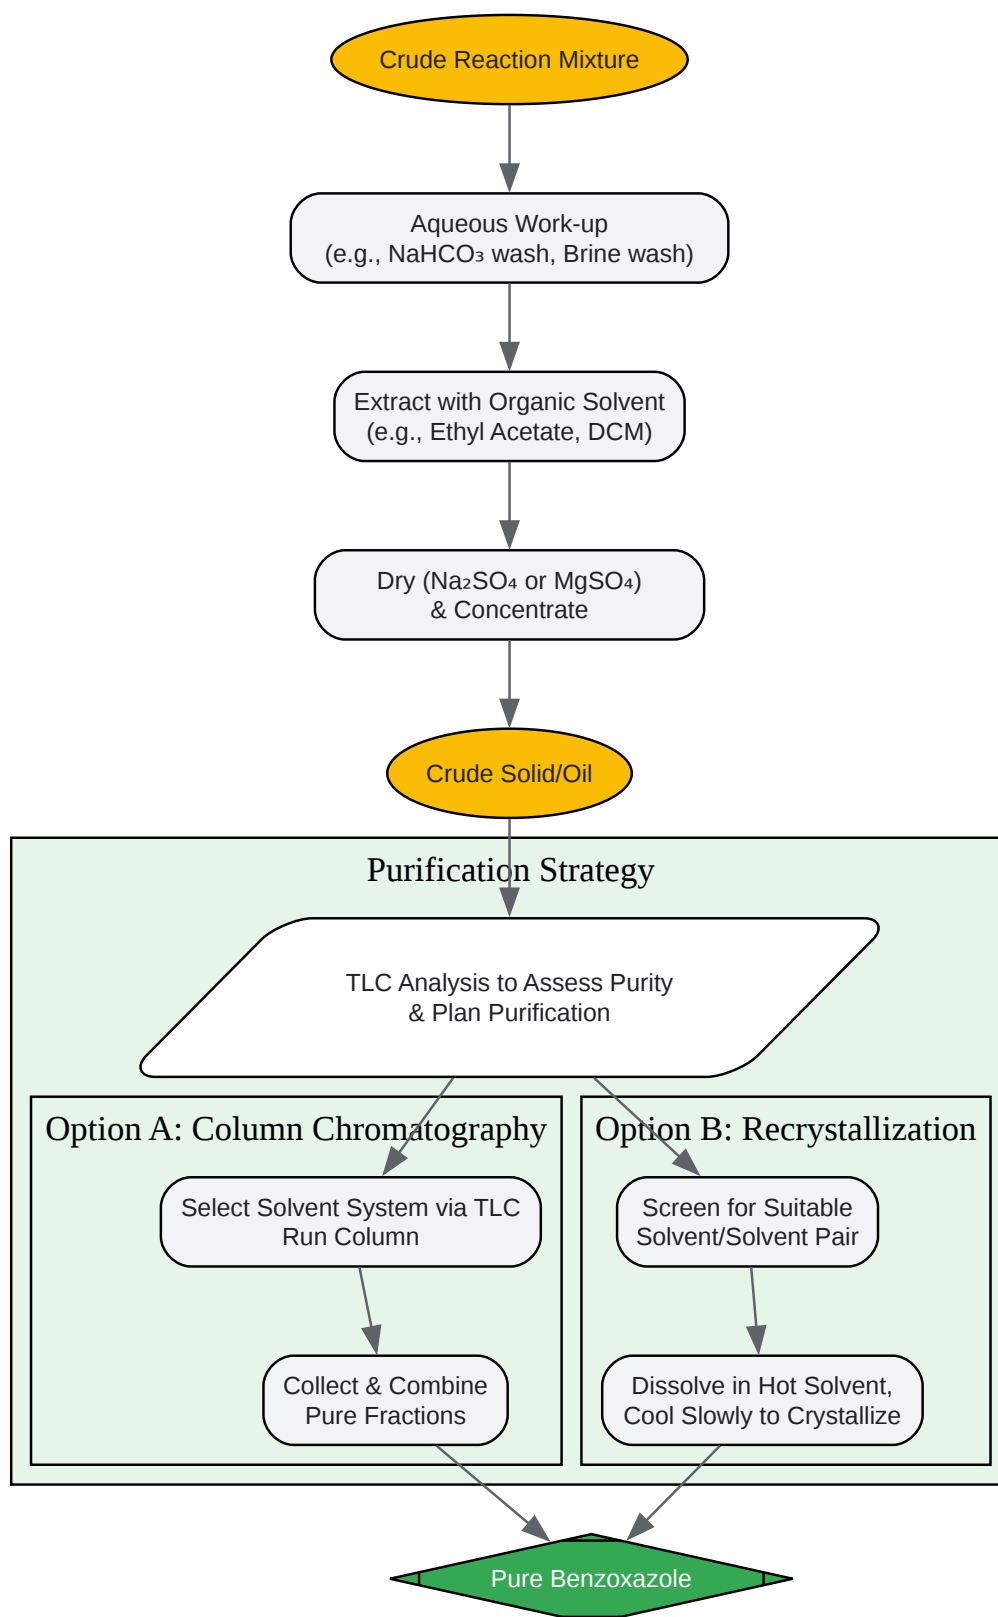 Crude Reaction Mixture
Aqueous Work-up
(e.g., NaHCO₃ wash, Brine wash)
Extract with Organic Solvent
(e.g., Ethyl Acetate, DCM)
Dry (Na₂SO₄ or MgSO₄)
& Concentrate
Crude Solid/Oil
Purification Strategy
TLC Analysis to Assess Purity
& Plan Purification
Option A: Column Chromatography
Select Solvent System via TLC
Run Column
Collect & Combine
Pure Fractions
Option B: Recrystallization
Screen for Suitable
Solvent/Solvent Pair
Dissolve in Hot Solvent,
Cool Slowly to Crystallize
Pure Benzoxazole